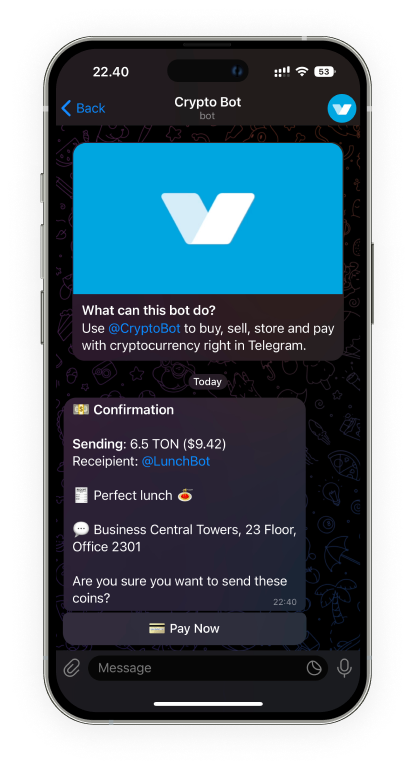 22.40
53
Back
Crypto Bot
bot
What can this bot do?
Use @CryptoBot to buy, sell, store and pay
with cryptocurrency right in Telegram.
Today
Confirmation
Sending: 6.5 TON ($9.42)
Receipient: @LunchBot
Perfect lunch
Business Central Towers, 23 Floor,
Office 2301
Are you sure you want to send these
coins?
22:40
Pay Now
Message